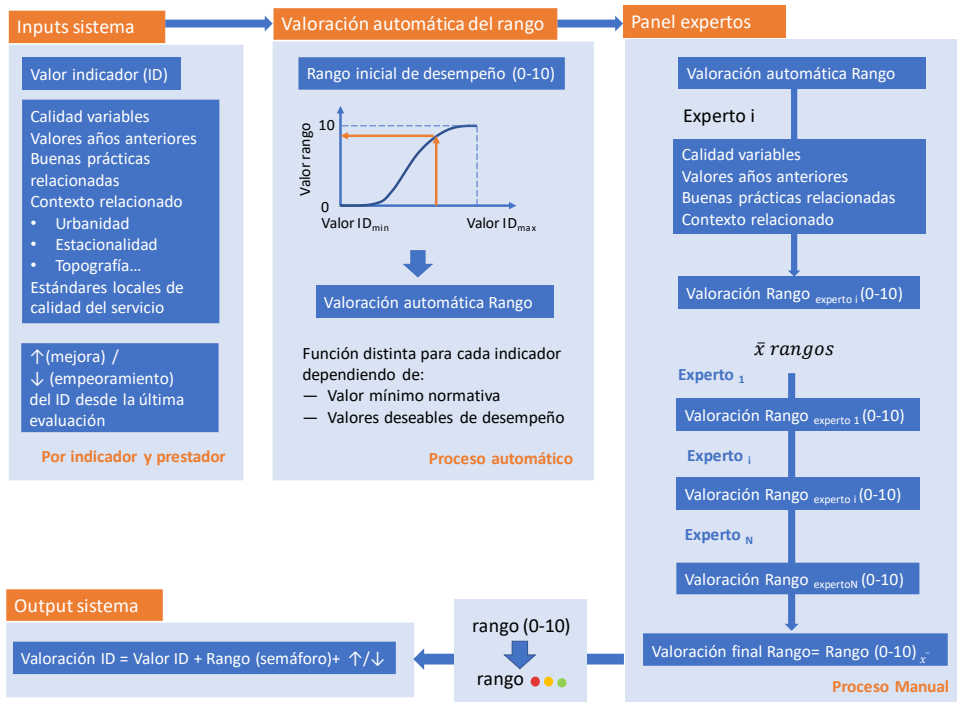 Inputs sistema
Valor indicador (ID)
Calidad variables
Valores años anteriores
Buenas prácticas
relacionadas
Contexto relacionado
• Urbanidad
• Estacionalidad
• Topografía...
Estándares locales de
calidad del servicio
↑(mejora) /
↓ (empeoramiento)
del ID desde la última
evaluación
Por indicador y prestador
Valoración automática del rango
Rango inicial de desempeño (0-10)
Valor rango
10
0
Valor IDmin
Valor IDmax
Valoración automática Rango
Función distinta para cada indicador
dependiendo de:
— Valor mínimo normativa
— Valores deseables de desempeño
Proceso automático
Panel expertos
Valoración automática Rango
Experto i
Calidad variables
Valores años anteriores
Buenas prácticas relacionadas
Contexto relacionado
Valoración Rango experto i (0-10)
x̄ rangos
Experto 1
Valoración Rango experto 1 (0-10)
Experto i
Valoración Rango experto i (0-10)
Experto N
Valoración Rango expertoN (0-10)
Valoración final Rango= Rango (0-10) x̄
Proceso Manual
rango (0-10)
rango
Output sistema
Valoración ID = Valor ID + Rango (semáforo)+ ↑/↓